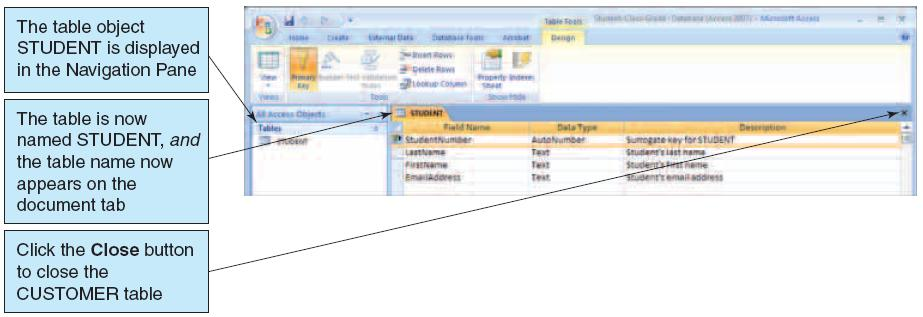 The table object
STUDENT is displayed
in the Navigation Pane
The table is now
named STUDENT, and
the table name now
appears on the
document tab
Click the Close button
to close the
CUSTOMER table
Table Tools Student-Class-Grade : Database (Access 2007) - Microsoft Access
Home Create External Data Database Tools Acrobat Design
View
Primary
Key
Builder Test Validation
Rules
Insert Rows
Delete Rows
Lookup Column
Property
Sheet
Indexes
Views Tools Show/Hide
All Access Objects
Tables
STUDENT
STUDENT
Field Name Data Type Description
StudentNumber AutoNumber Surrogate key for STUDENT
LastName Text Student's last name
FirstName Text Student's first name
EmailAddress Text Student's email address